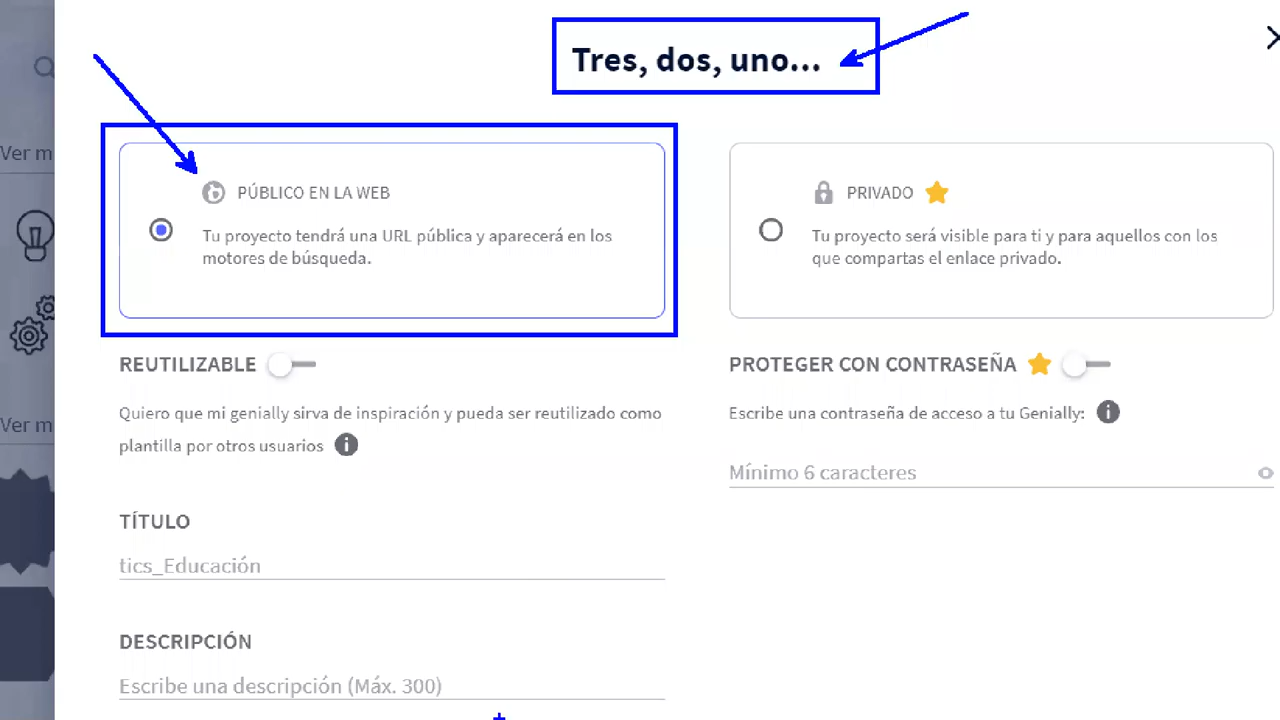 Tres, dos, uno...
Ver m
PÚBLICO EN LA WEB
Tu proyecto tendrá una URL pública y aparecerá en los
motores de búsqueda.
PRIVADO
Tu proyecto será visible para ti y para aquellos con los
que compartas el enlace privado.
REUTILIZABLE
Quiero que mi genially sirva de inspiración y pueda ser reutilizado como
plantilla por otros usuarios
PROTEGER CON CONTRASEÑA
Escribe una contraseña de acceso a tu Genially:
Mínimo 6 caracteres
Ver m
TÍTULO
tics_Educación
DESCRIPCIÓN
Escribe una descripción (Máx. 300)